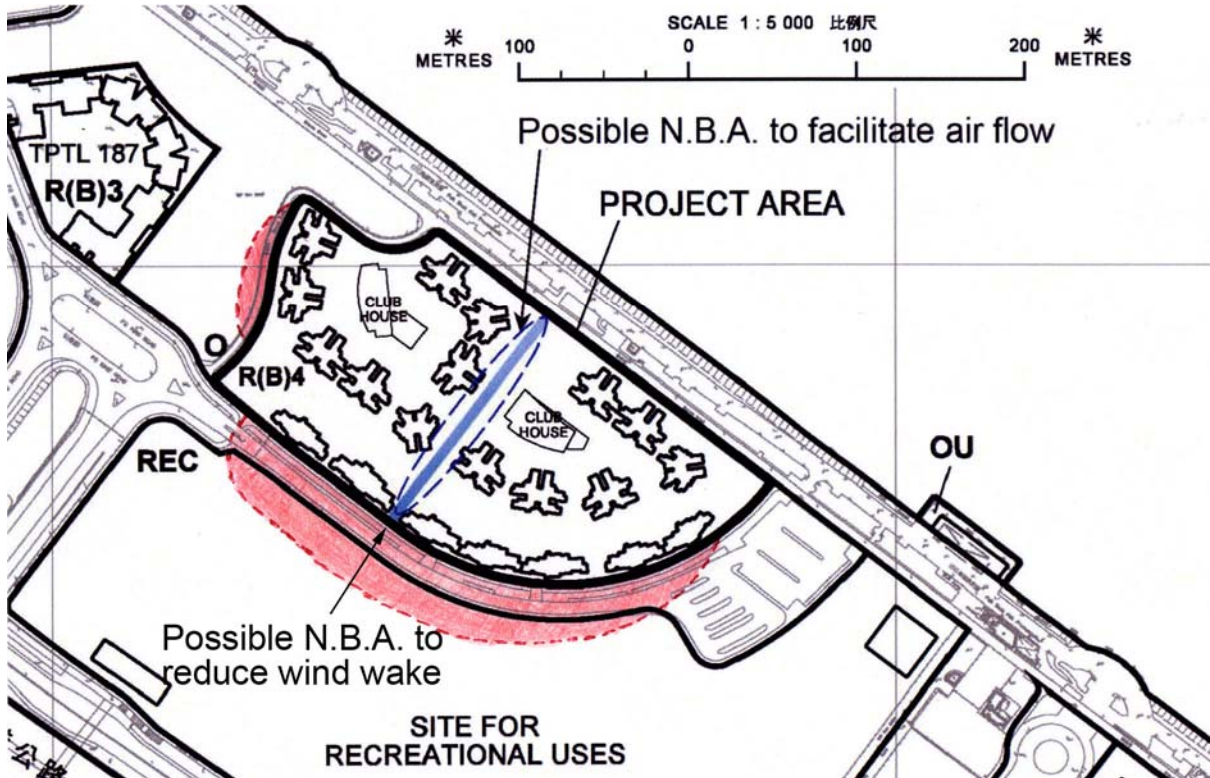 SCALE 1 : 5 000 比例尺
米
METRES
100
0
100
200
米
METRES
Possible N.B.A. to facilitate air flow
PROJECT AREA
TPTL 187
R(B)3
CLUB
HOUSE
O
R(B)4
CLUB
HOUSE
REC
OU
Possible N.B.A. to
reduce wind wake
SITE FOR
RECREATIONAL USES
公路